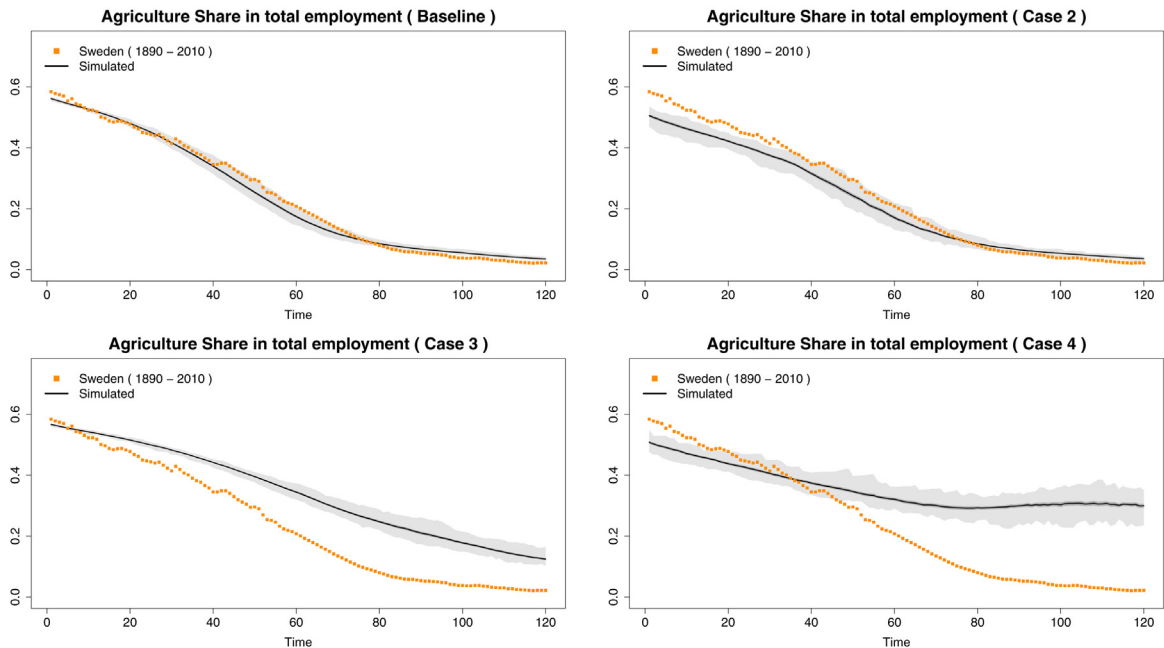 Agriculture Share in total employment ( Baseline )
Sweden ( 1890 − 2010 )
Simulated
0.6
0.4
0.2
0.0
0 20 40 60 80 100 120
Time
Agriculture Share in total employment ( Case 2 )
Sweden ( 1890 − 2010 )
Simulated
0.6
0.4
0.2
0.0
0 20 40 60 80 100 120
Time
Agriculture Share in total employment ( Case 3 )
Sweden ( 1890 − 2010 )
Simulated
0.6
0.4
0.2
0.0
0 20 40 60 80 100 120
Time
Agriculture Share in total employment ( Case 4 )
Sweden ( 1890 − 2010 )
Simulated
0.6
0.4
0.2
0.0
0 20 40 60 80 100 120
Time